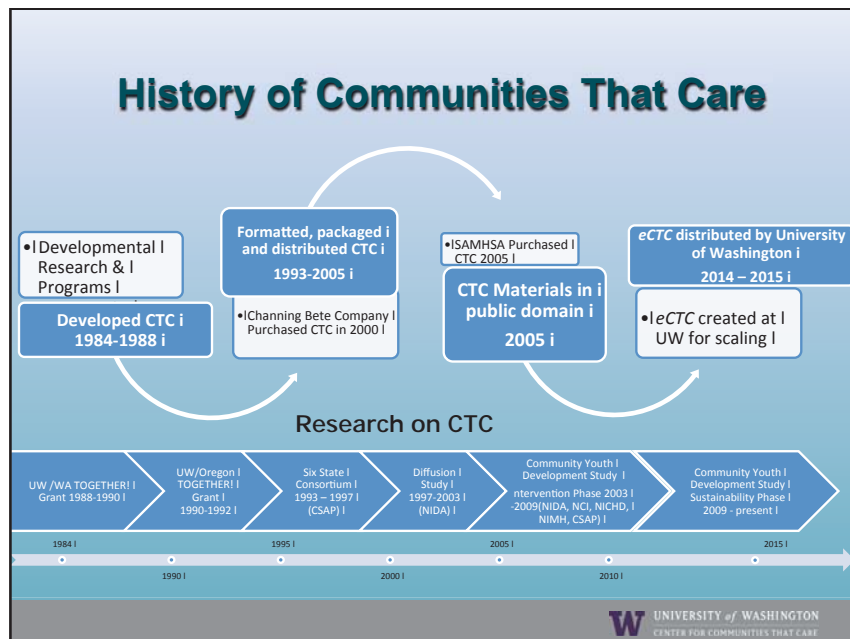 History of Communities That Care
•lDevelopmental l
Research & l
Programs l
Developed CTC i
1984-1988 i
Formatted, packaged i
and distributed CTC i
1993-2005 i
•lChanning Bete Company l
Purchased CTC in 2000 l
•lSAMHSA Purchased l
CTC 2005 l
CTC Materials in i
public domain i
2005 i
eCTC distributed by University
of Washington i
2014 – 2015 i
•l eCTC created at l
UW for scaling l
Research on CTC
UW /WA TOGETHER! l
Grant 1988-1990 l
UW/Oregon l
TOGETHER! l
Grant l
1990-1992 l
Six State l
Consortium l
1993 – 1997 l
(CSAP) l
Diffusion l
Study l
1997-2003 l
(NIDA) l
Community Youth l
Development Study l
ntervention Phase 2003 l
-2009(NIDA, NCI, NICHD, l
NIMH, CSAP) l
Community Youth l
Development Study l
Sustainability Phase l
2009 - present l
1984 l
1990 l
1995 l
2000 l
2005 l
2010 l
2015 l
W UNIVERSITY of WASHINGTON
CENTER FOR COMMUNITIES THAT CARE